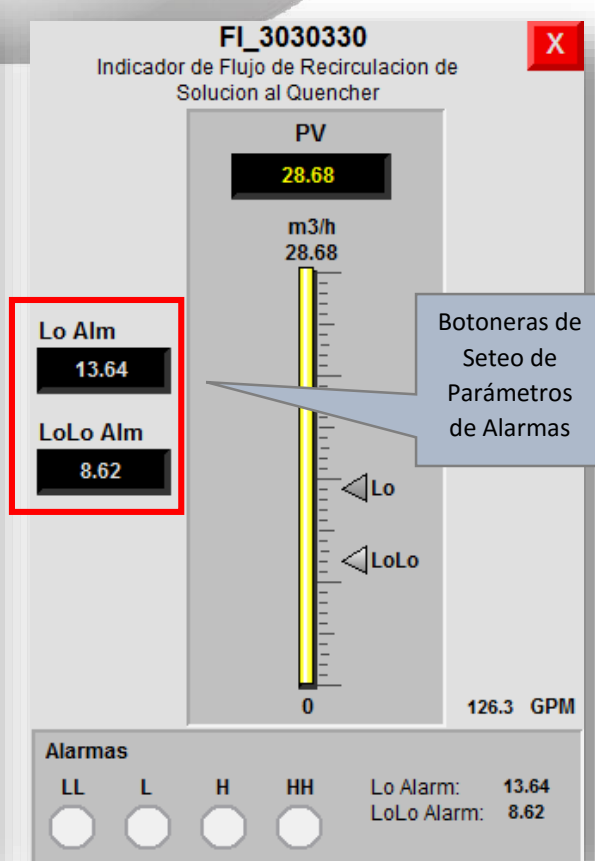 FI_3030330
X
Indicador de Flujo de Recirculacion de
Solucion al Quencher
PV
28.68
m3/h
28.68
Lo Alm
13.64
LoLo Alm
8.62
Botoneras de
Seteo de
Parámetros
de Alarmas
Lo
LoLo
0
126.3 GPM
Alarmas
LL L H HH
Lo Alarm: 13.64
LoLo Alarm: 8.62